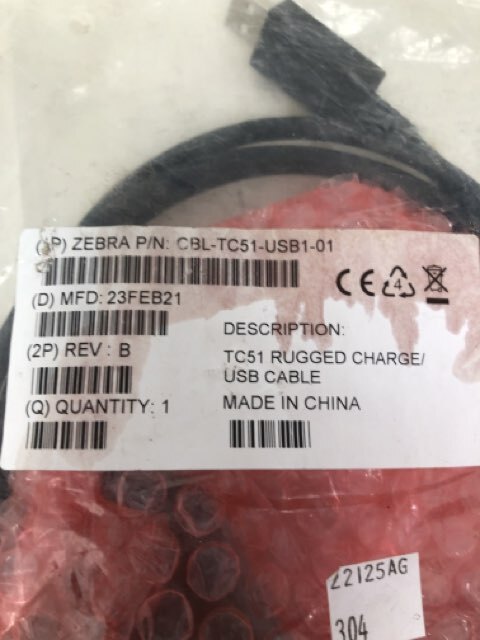 (1P) ZEBRA P/N: CBL-TC51-USB1-01
(D) MFD: 23FEB21
(2P) REV : B
(Q) QUANTITY: 1
DESCRIPTION:
TC51 RUGGED CHARGE/
USB CABLE
MADE IN CHINA
CE
4
22125AG
304